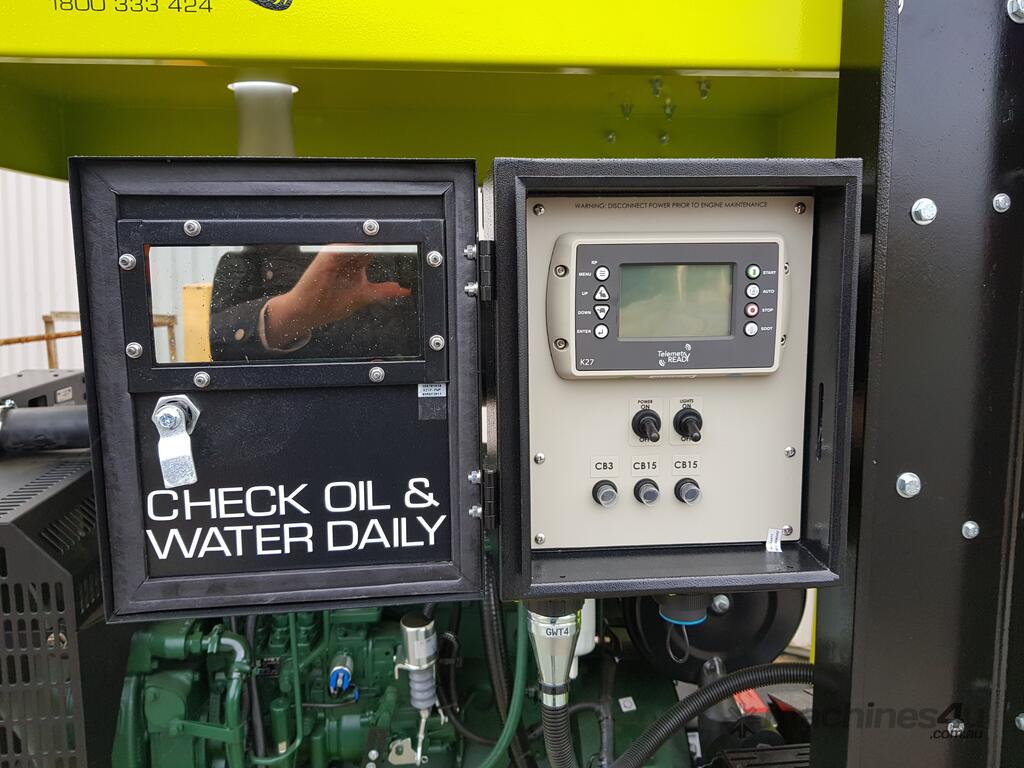 1800 333 424
WARNING: DISCONNECT POWER PRIOR TO ENGINE MAINTENANCE
RP
MENU
UP
DOWN
ENTER
START
AUTO
STOP
SOOT
K27
Telemetry
READY
POWER
ON
OFF
LIGHTS
ON
OFF
CB3
CB15
CB15
CHECK OIL &
WATER DAILY
GWT4
machines4u
.com.au